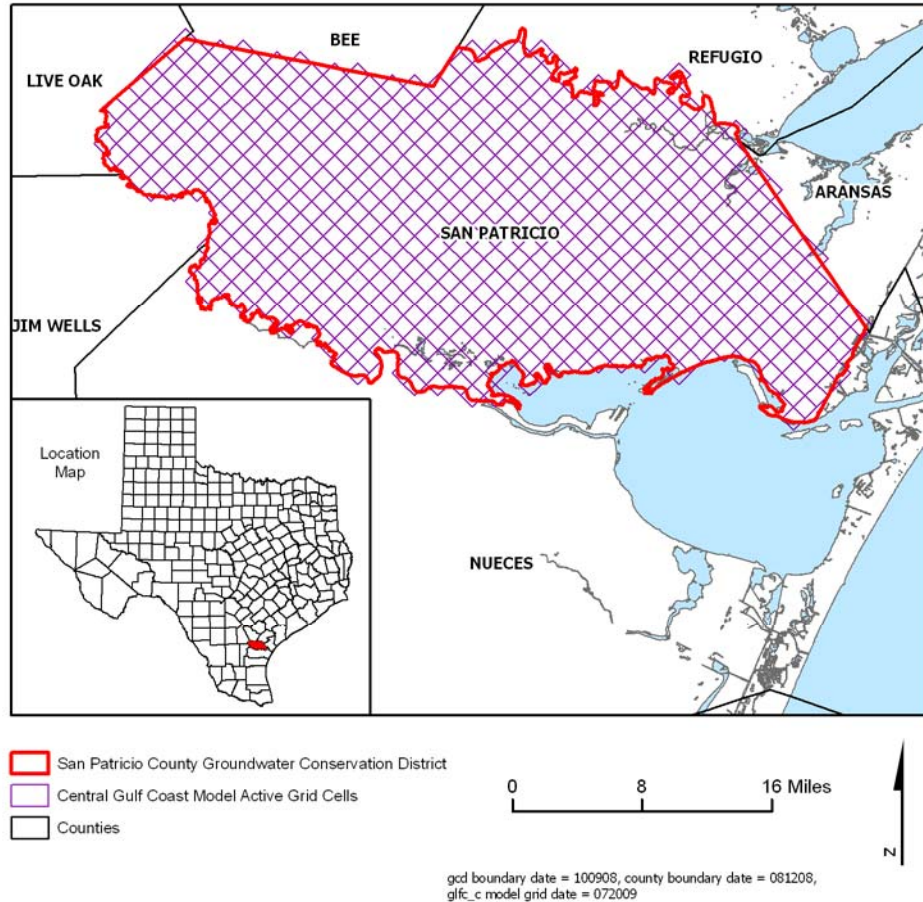 BEE
REFUGIO
LIVE OAK
ARANSAS
SAN PATRICIO
JIM WELLS
Location
Map
NUECES
San Patricio County Groundwater Conservation District
Central Gulf Coast Model Active Grid Cells
Counties
0 8 16 Miles
N
gcd boundary date = 100908, county boundary date = 081208,
glfc_c model grid date = 072009